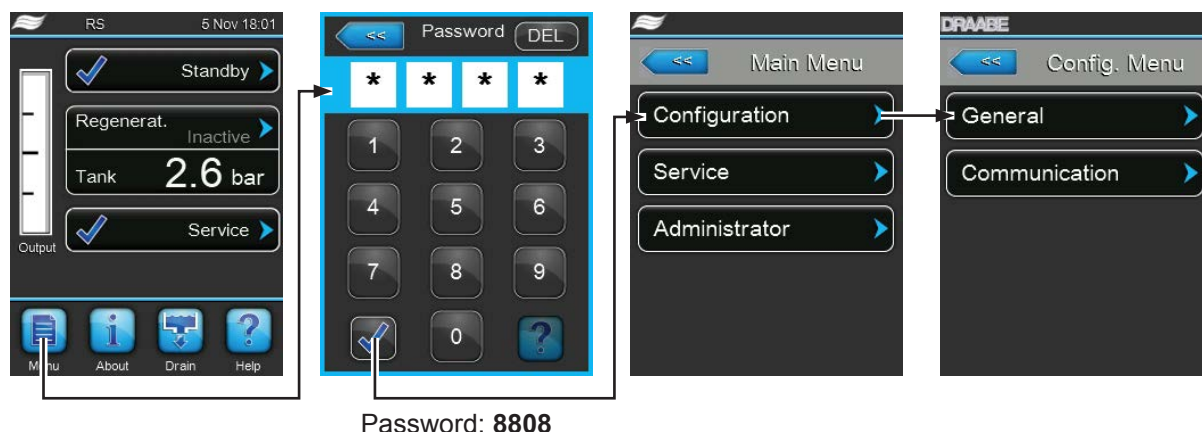 RS 5 Nov 18:01
Standby
Regenerat.
Inactive
Tank 2.6 bar
Service
Output
Menu About Drain Help
<< Password DEL
* * * *
1 2 3
4 5 6
7 8 9
0 ?
Password: 8808
<< Main Menu
Configuration
Service
Administrator
DRAABE
<< Config. Menu
General
Communication